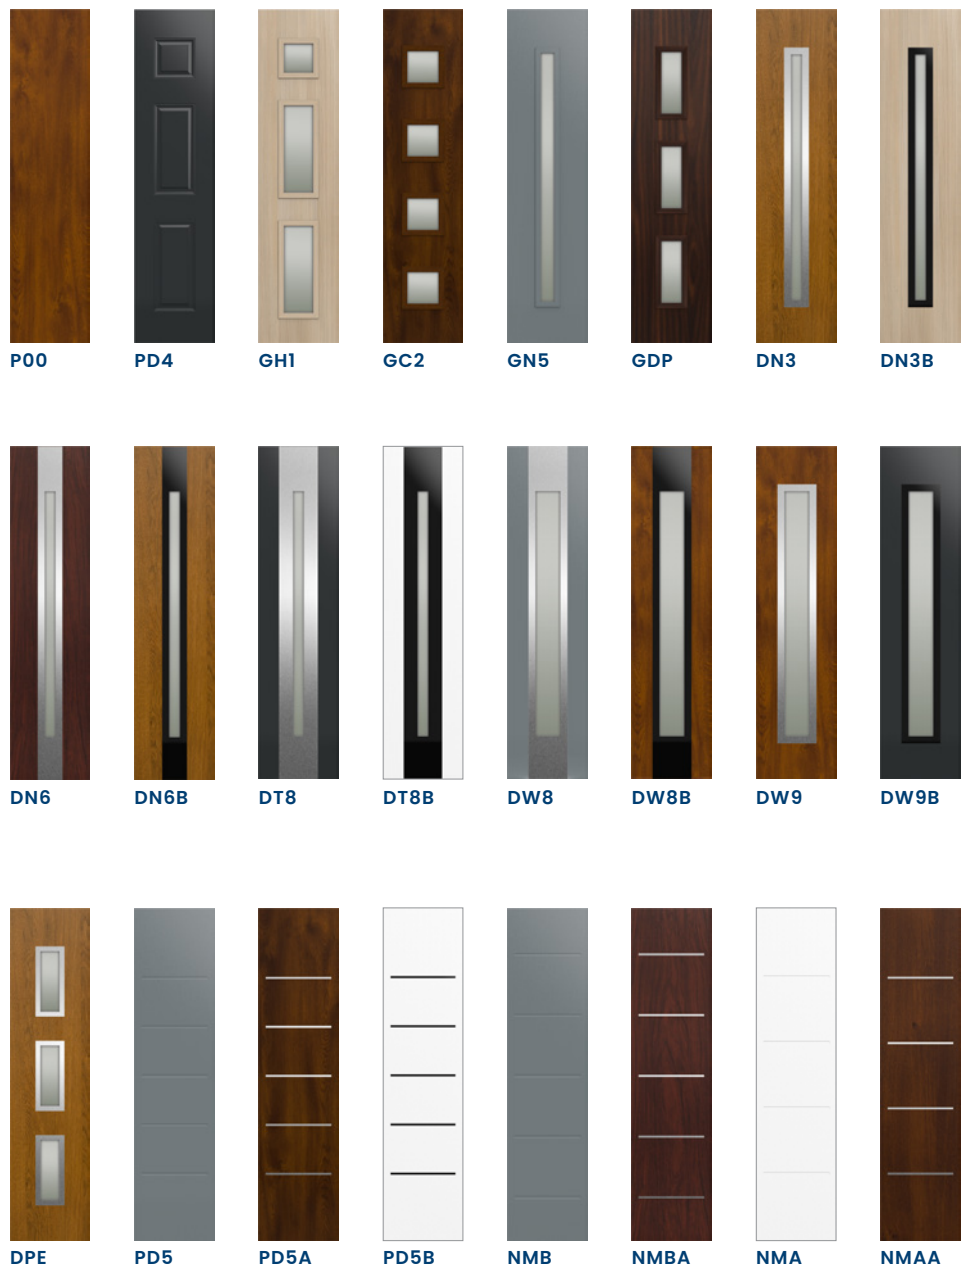 P00 PD4 GH1 GC2 GN5 GDP DN3 DN3B
DN6 DN6B DT8 DT8B DW8 DW8B DW9 DW9B
DPE PD5 PD5A PD5B NMB NMBA NMA NMAA